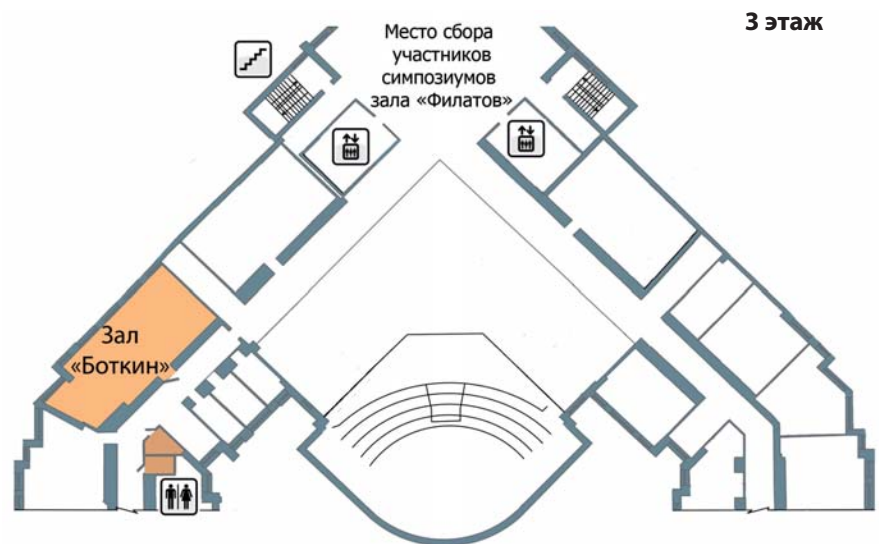 3 этаж
Место сбора
участников
симпозиумов
зала «Филатов»
Зал
«Боткин»